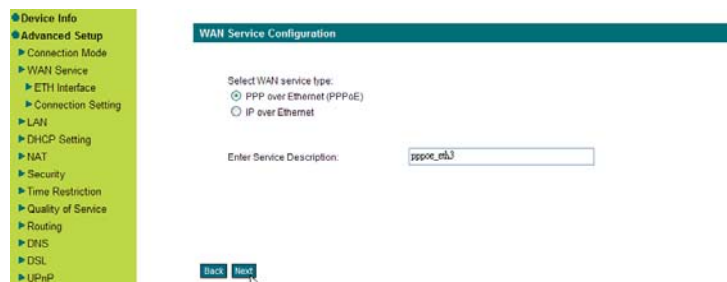 Device Info
Advanced Setup
Connection Mode
WAN Service
ETH Interface
Connection Setting
LAN
DHCP Setting
NAT
Security
Time Restriction
Quality of Service
Routing
DNS
DSL
UPnP
WAN Service Configuration
Select WAN service type:
PPP over Ethernet (PPPoE)
IP over Ethernet
Enter Service Description: pppoe_eth3
Back Next